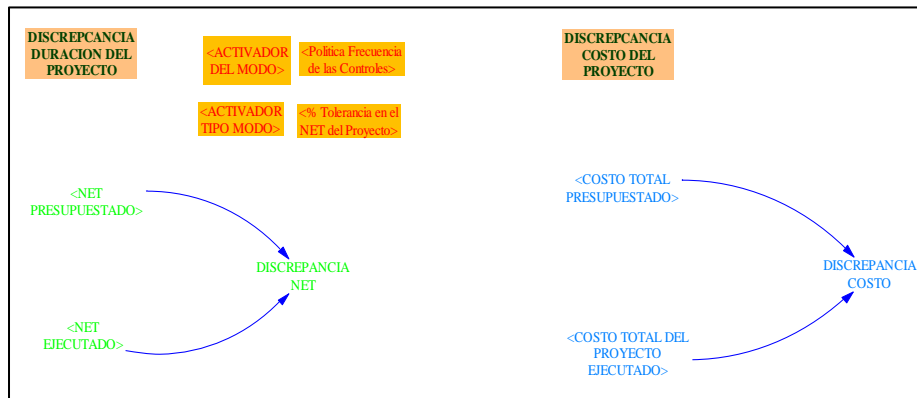 DISCREPCANCIA
DURACION DEL
PROYECTO
<ACTIVADOR
DEL MODO>
<Política Frecuencia
de las Controles>
<ACTIVADOR
TIPO MODO>
<% Tolerancia en el
NET del Proyecto>
DISCREPCANCIA
COSTO DEL
PROYECTO
<NET
PRESUPUESTADO>
DISCREPANCIA
NET
<NET
EJECUTADO>
<COSTO TOTAL
PRESUPUESTADO>
DISCREPANCIA
COSTO
<COSTO TOTAL DEL
PROYECTO
EJECUTADO>